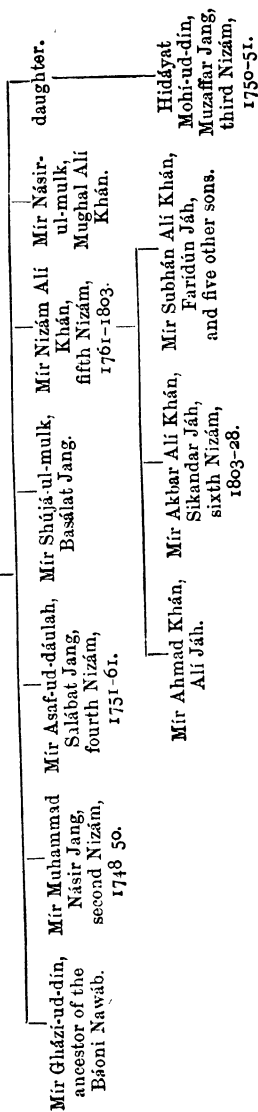 Mír Ghází-ud-dín,
ancestor of the
Báoni Nawáb.
Mír Muhammad
Násir Jang,
second Nizám,
1748 50.
Mír Asaf-ud-dáulah,
Salábat Jang,
fourth Nizám,
1751-61.
Mír Shújá-ul-mulk,
Basálat Jang.
Mír Nizám Alí
Khán,
fifth Nizám,
1761-1803.
Mír Násir-
ul-mulk,
Mughal Alí
Khán.
daughter.
Mír Ahmad Khán,
Alí Jáh.
Mír Akbar Alí Khán,
Sikandar Jáh,
sixth Nizám,
1803-28.
Mír Subhán Alí Khán,
Farídún Jáh,
and five other sons.
Hidáyat
Mohí-ud-dín,
Muzaffar Jang,
third Nizám,
1750-51.